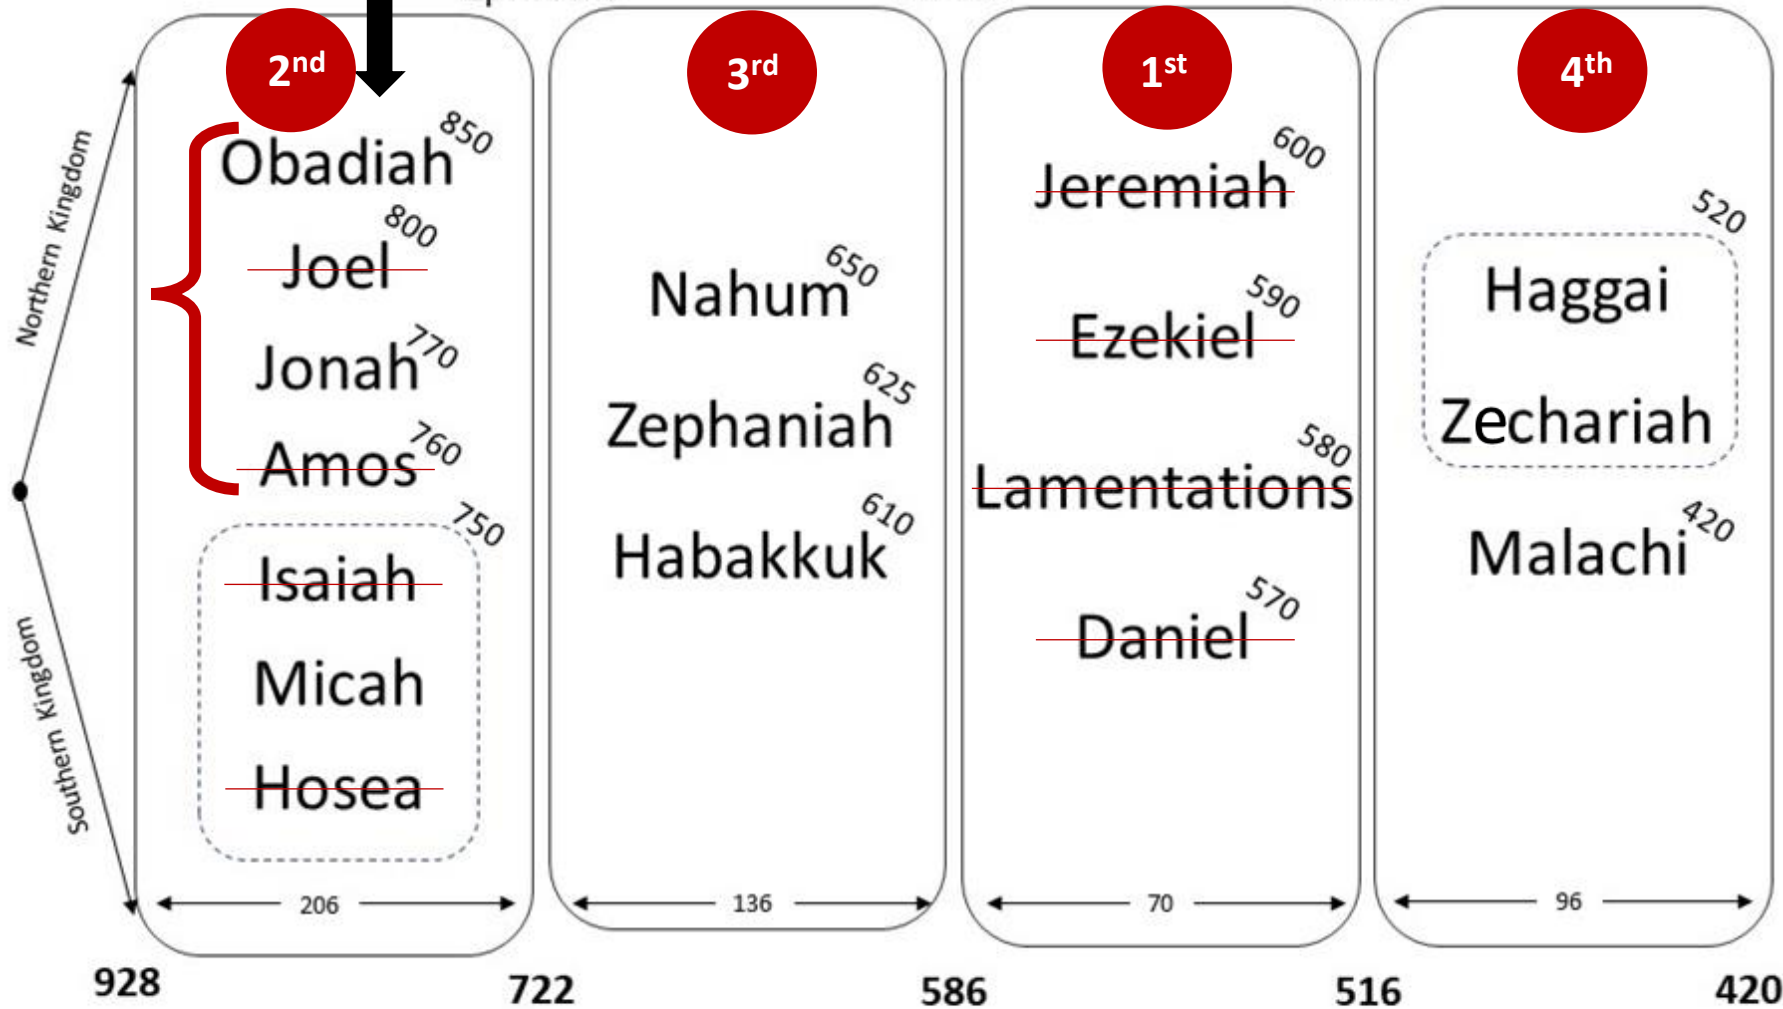 2nd
3rd
1st
4th
Northern Kingdom
Southern Kingdom
850
Obadiah
800
Joel
770
Jonah
760
Amos
750
Isaiah
Micah
Hosea
206
650
Nahum
625
Zephaniah
610
Habakkuk
136
600
Jeremiah
590
Ezekiel
580
Lamentations
570
Daniel
70
520
Haggai
Zechariah
420
Malachi
96
928
722
586
516
420